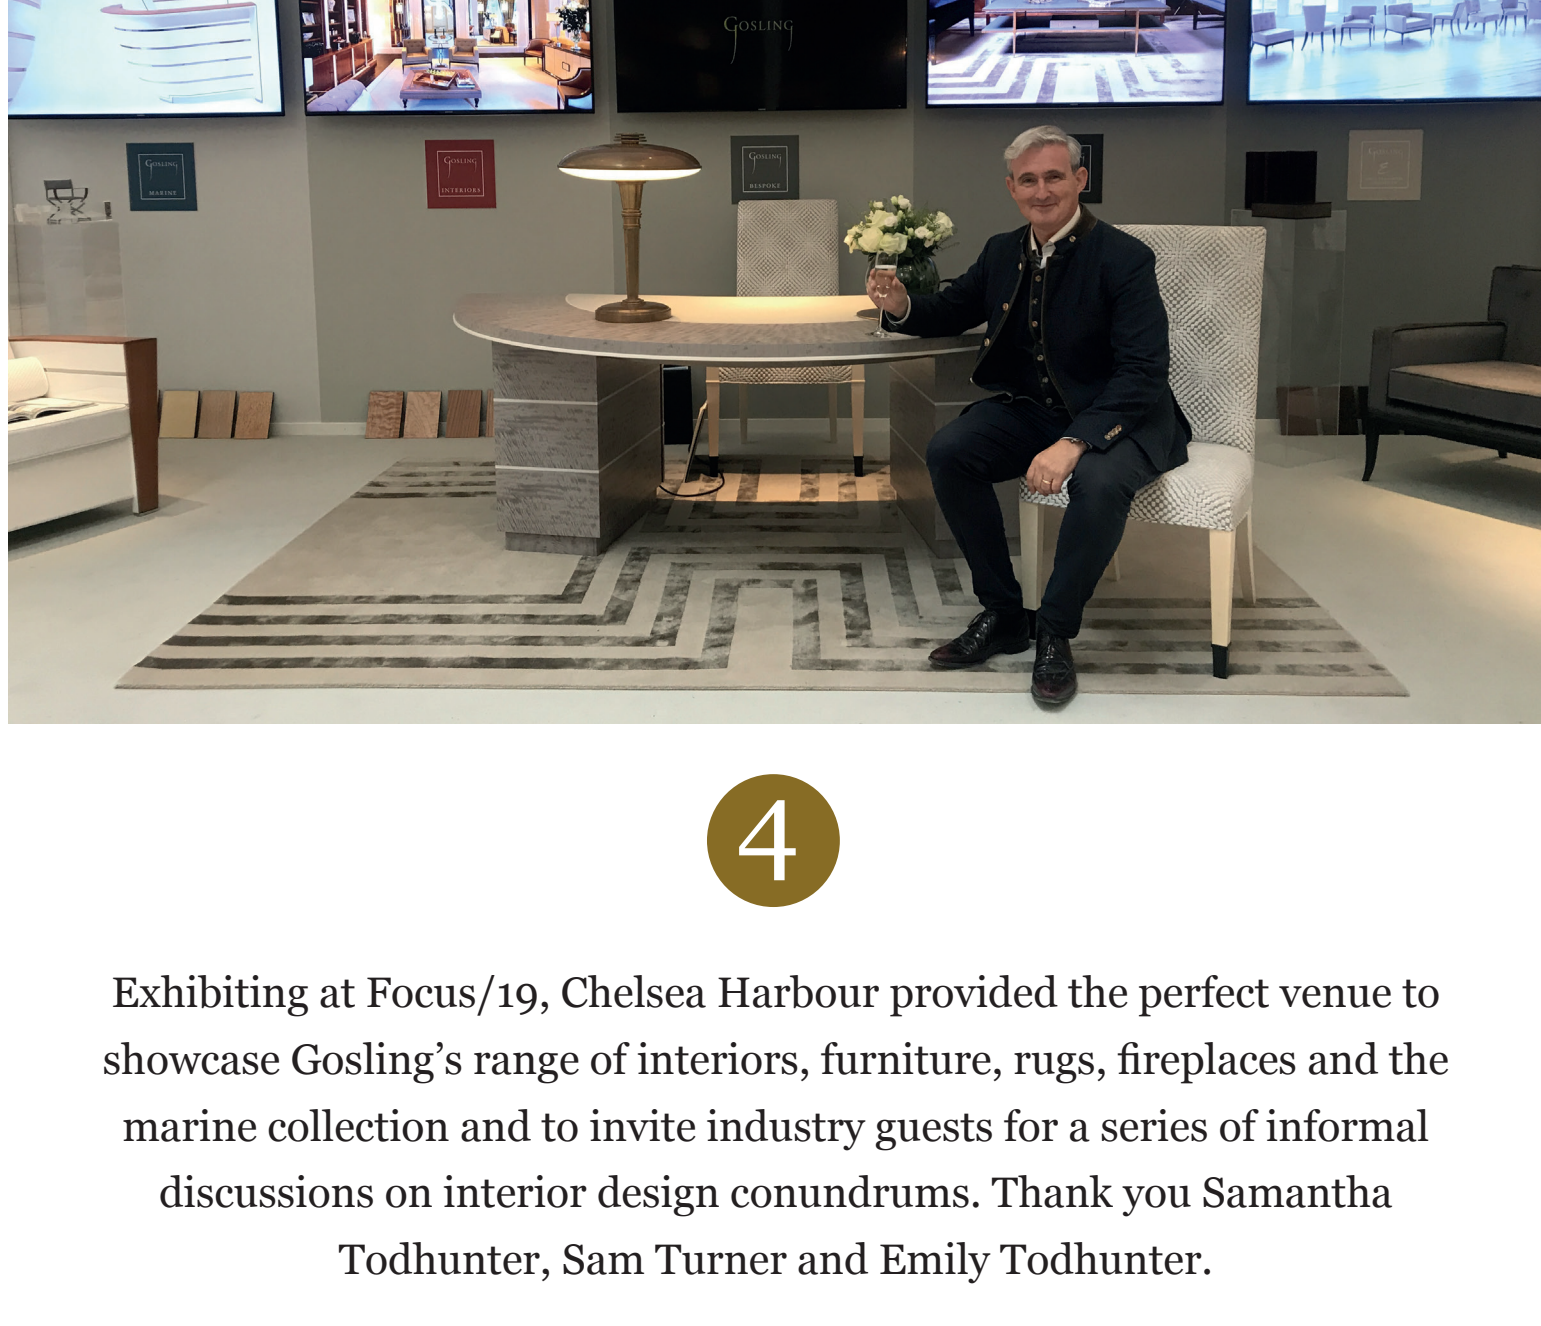 GOSLING
GOSLING
MARINE
GOSLING
INTERIORS
GOSLING
BESPOKE
4
Exhibiting at Focus/19, Chelsea Harbour provided the perfect venue to
showcase Gosling’s range of interiors, furniture, rugs, fireplaces and the
marine collection and to invite industry guests for a series of informal
discussions on interior design conundrums. Thank you Samantha
Todhunter, Sam Turner and Emily Todhunter.